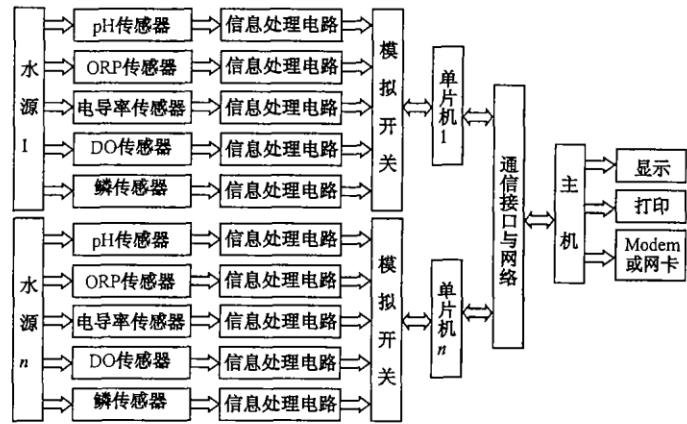 水源1
pH传感器
信息处理电路
ORP传感器
信息处理电路
电导率传感器
信息处理电路
DO传感器
信息处理电路
鳞传感器
信息处理电路
模拟开关
单片机1
水源n
pH传感器
信息处理电路
ORP传感器
信息处理电路
电导率传感器
信息处理电路
DO传感器
信息处理电路
鳞传感器
信息处理电路
模拟开关
单片机n
通信接口与网络
主机
显示
打印
Modem
或网卡